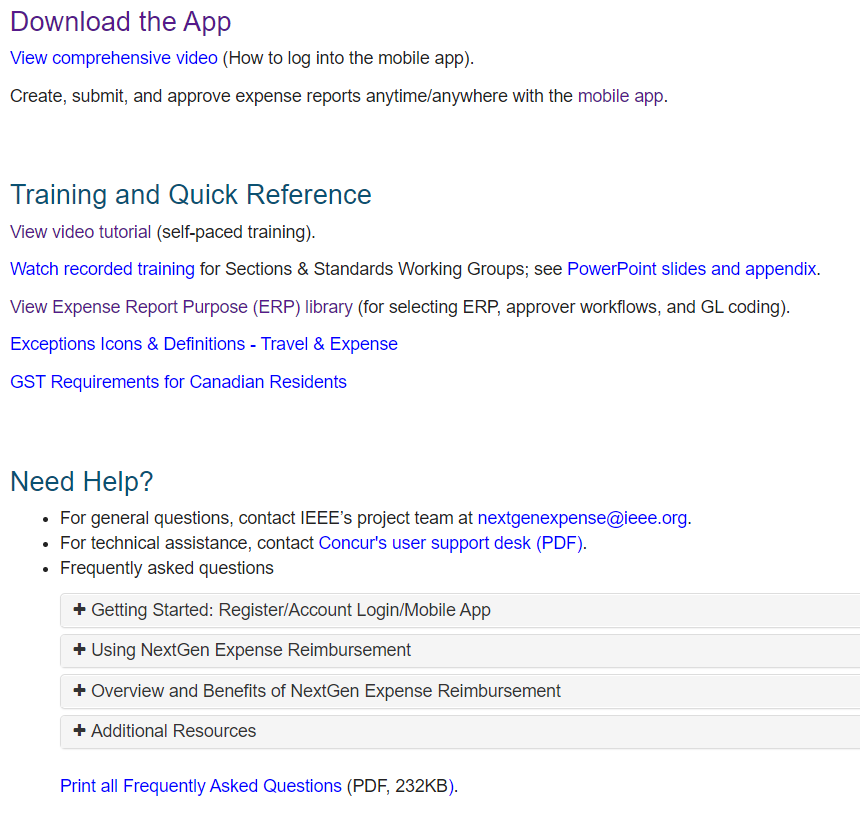 Download the App
View comprehensive video (How to log into the mobile app).
Create, submit, and approve expense reports anytime/anywhere with the mobile app.
Training and Quick Reference
View video tutorial (self-paced training).
Watch recorded training for Sections & Standards Working Groups; see PowerPoint slides and appendix.
View Expense Report Purpose (ERP) library (for selecting ERP, approver workflows, and GL coding).
Exceptions Icons & Definitions - Travel & Expense
GST Requirements for Canadian Residents
Need Help?
• For general questions, contact IEEE’s project team at nextgenexpense@ieee.org.
• For technical assistance, contact Concur's user support desk (PDF).
• Frequently asked questions
+ Getting Started: Register/Account Login/Mobile App
+ Using NextGen Expense Reimbursement
+ Overview and Benefits of NextGen Expense Reimbursement
+ Additional Resources
Print all Frequently Asked Questions (PDF, 232KB).